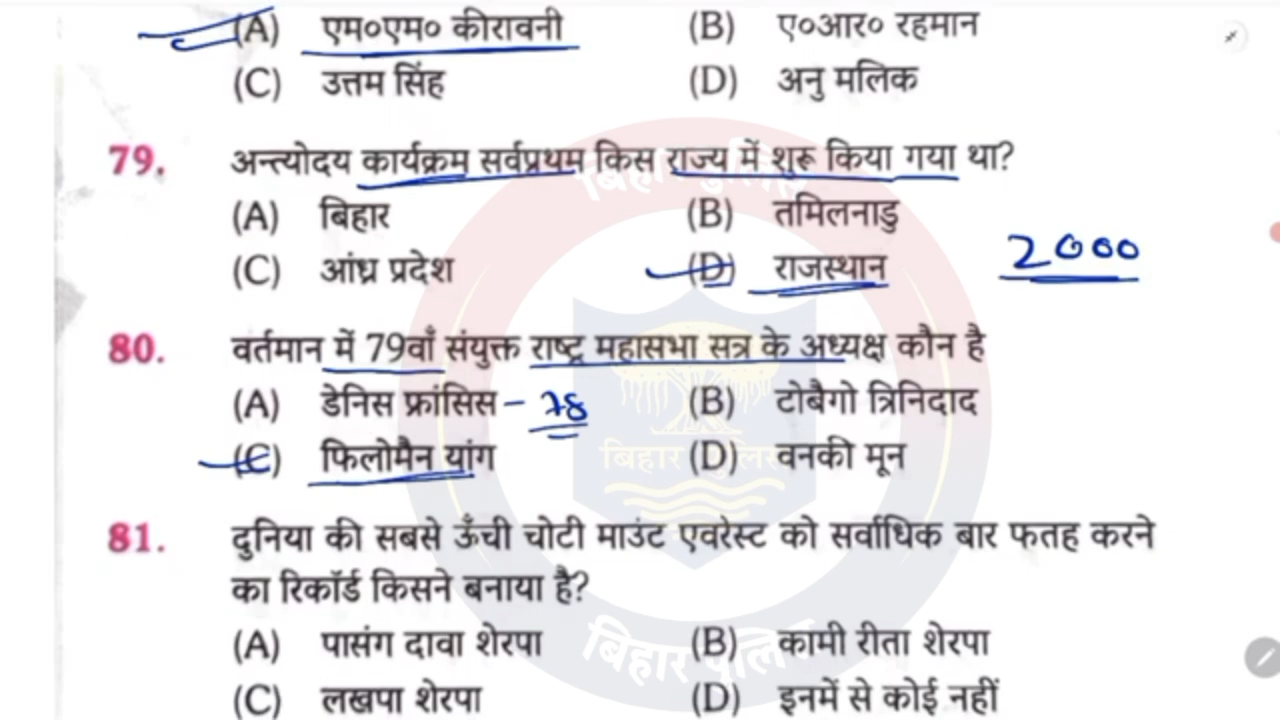 (A) एम०एम० कीरावनी (B) ए०आर० रहमान
(C) उत्तम सिंह (D) अनु मलिक
79. अन्त्योदय कार्यक्रम सर्वप्रथम किस राज्य में शुरू किया गया था?
(A) बिहार (B) तमिलनाडु
(C) आंध्र प्रदेश (D) राजस्थान 2000
80. वर्तमान में 79वाँ संयुक्त राष्ट्र महासभा सत्र के अध्यक्ष कौन है
(A) डेनिस फ्रांसिस – 78 (B) टोबैगो त्रिनिदाद
(C) फिलोमैन यांग (D) वनकी मून
81. दुनिया की सबसे ऊँची चोटी माउंट एवरेस्ट को सर्वाधिक बार फतह करने
का रिकॉर्ड किसने बनाया है?
(A) पासंग दावा शेरपा (B) कामी रीता शेरपा
(C) लखपा शेरपा (D) इनमें से कोई नहीं
बिहार पुलिस
बिहार पुलिस
बिहार पुलिस